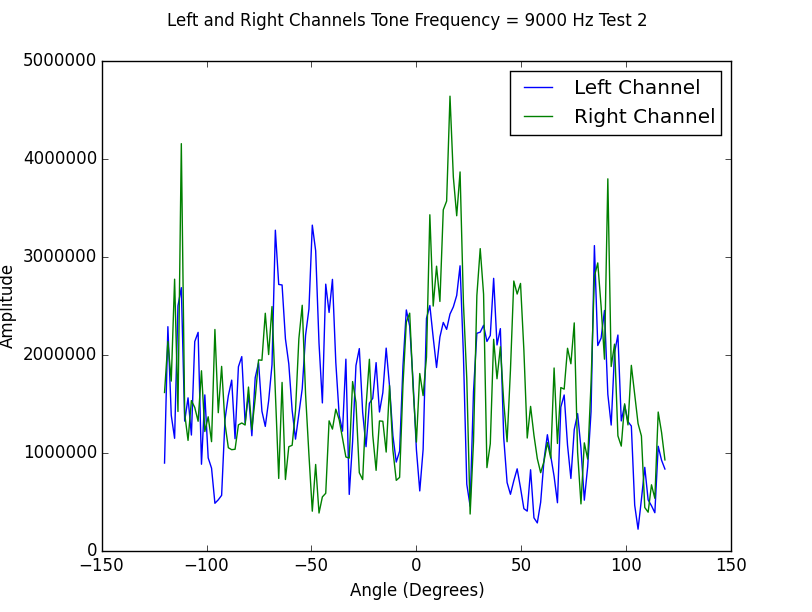 Left and Right Channels Tone Frequency = 9000 Hz Test 2
Left Channel
Right Channel
Amplitude
5000000
4000000
3000000
2000000
1000000
0
−150
−100
−50
0
50
100
150
Angle (Degrees)